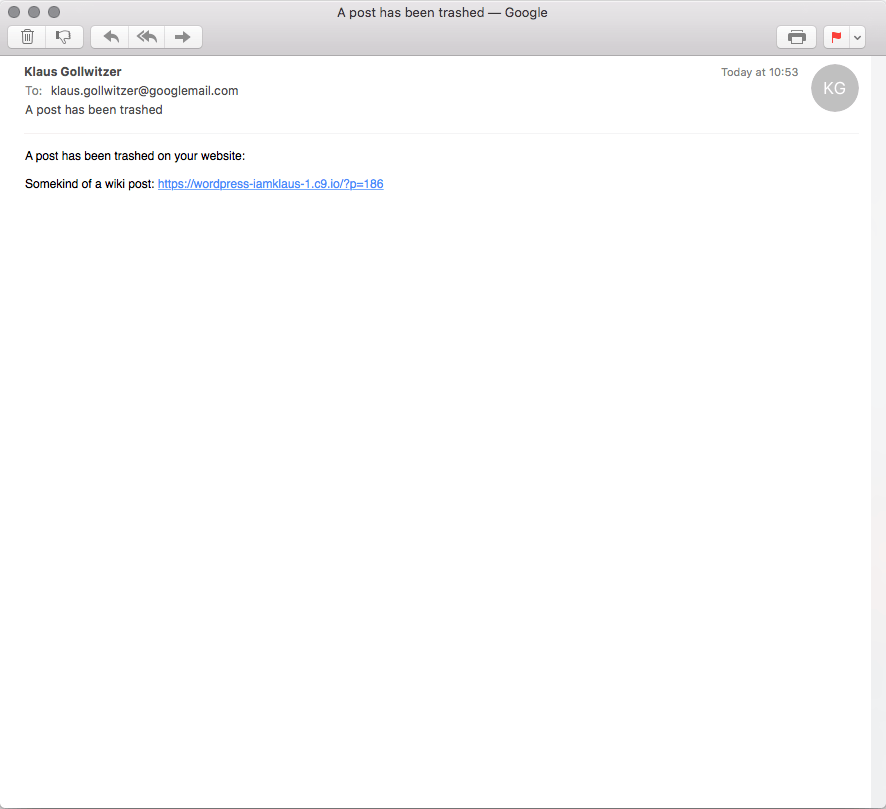 A post has been trashed — Google
Klaus Gollwitzer
Today at 10:53
KG
To: klaus.gollwitzer@googlemail.com
A post has been trashed
A post has been trashed on your website:
Somekind of a wiki post: https://wordpress-iamklaus-1.c9.io/?p=186